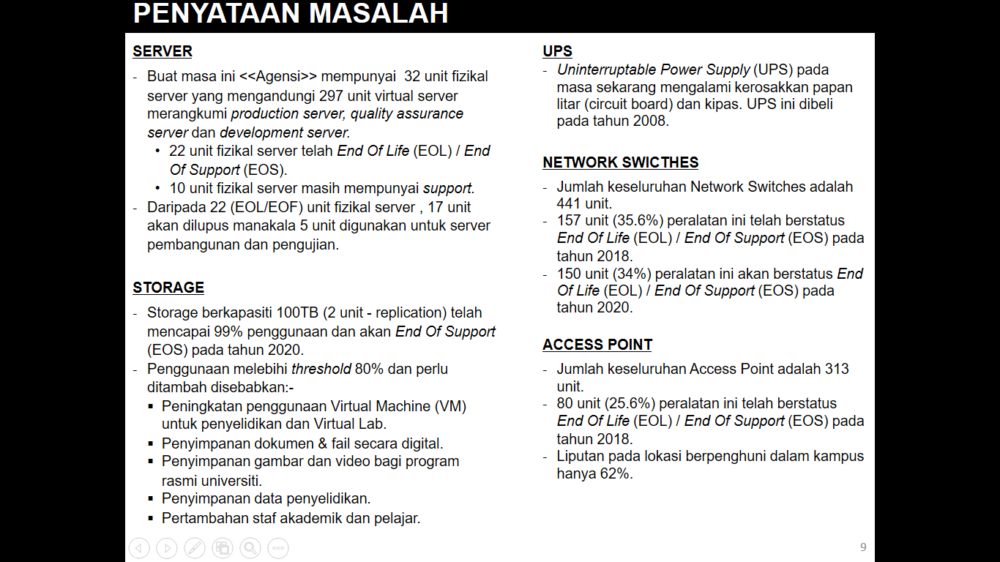 PENYATAAN MASALAH
SERVER
- Buat masa ini <<Agensi>> mempunyai 32 unit fizikal
server yang mengandungi 297 unit virtual server
merangkumi production server, quality assurance
server dan development server.
• 22 unit fizikal server telah End Of Life (EOL) / End
Of Support (EOS).
• 10 unit fizikal server masih mempunyai support.
- Daripada 22 (EOL/EOF) unit fizikal server , 17 unit
akan dilupus manakala 5 unit digunakan untuk server
pembangunan dan pengujian.
STORAGE
- Storage berkapasiti 100TB (2 unit - replication) telah
mencapai 99% penggunaan dan akan End Of Support
(EOS) pada tahun 2020.
- Penggunaan melebihi threshold 80% dan perlu
ditambah disebabkan:-
▪ Peningkatan penggunaan Virtual Machine (VM)
untuk penyelidikan dan Virtual Lab.
▪ Penyimpanan dokumen & fail secara digital.
▪ Penyimpanan gambar dan video bagi program
rasmi universiti.
▪ Penyimpanan data penyelidikan.
▪ Pertambahan staf akademik dan pelajar.
UPS
- Uninterruptable Power Supply (UPS) pada
masa sekarang mengalami kerosakkan papan
litar (circuit board) dan kipas. UPS ini dibeli
pada tahun 2008.
NETWORK SWICTHES
- Jumlah keseluruhan Network Switches adalah
441 unit.
- 157 unit (35.6%) peralatan ini telah berstatus
End Of Life (EOL) / End Of Support (EOS) pada
tahun 2018.
- 150 unit (34%) peralatan ini akan berstatus End
Of Life (EOL) / End Of Support (EOS) pada
tahun 2020.
ACCESS POINT
- Jumlah keseluruhan Access Point adalah 313
unit.
- 80 unit (25.6%) peralatan ini telah berstatus
End Of Life (EOL) / End Of Support (EOS) pada
tahun 2018.
- Liputan pada lokasi berpenghuni dalam kampus
hanya 62%.
9